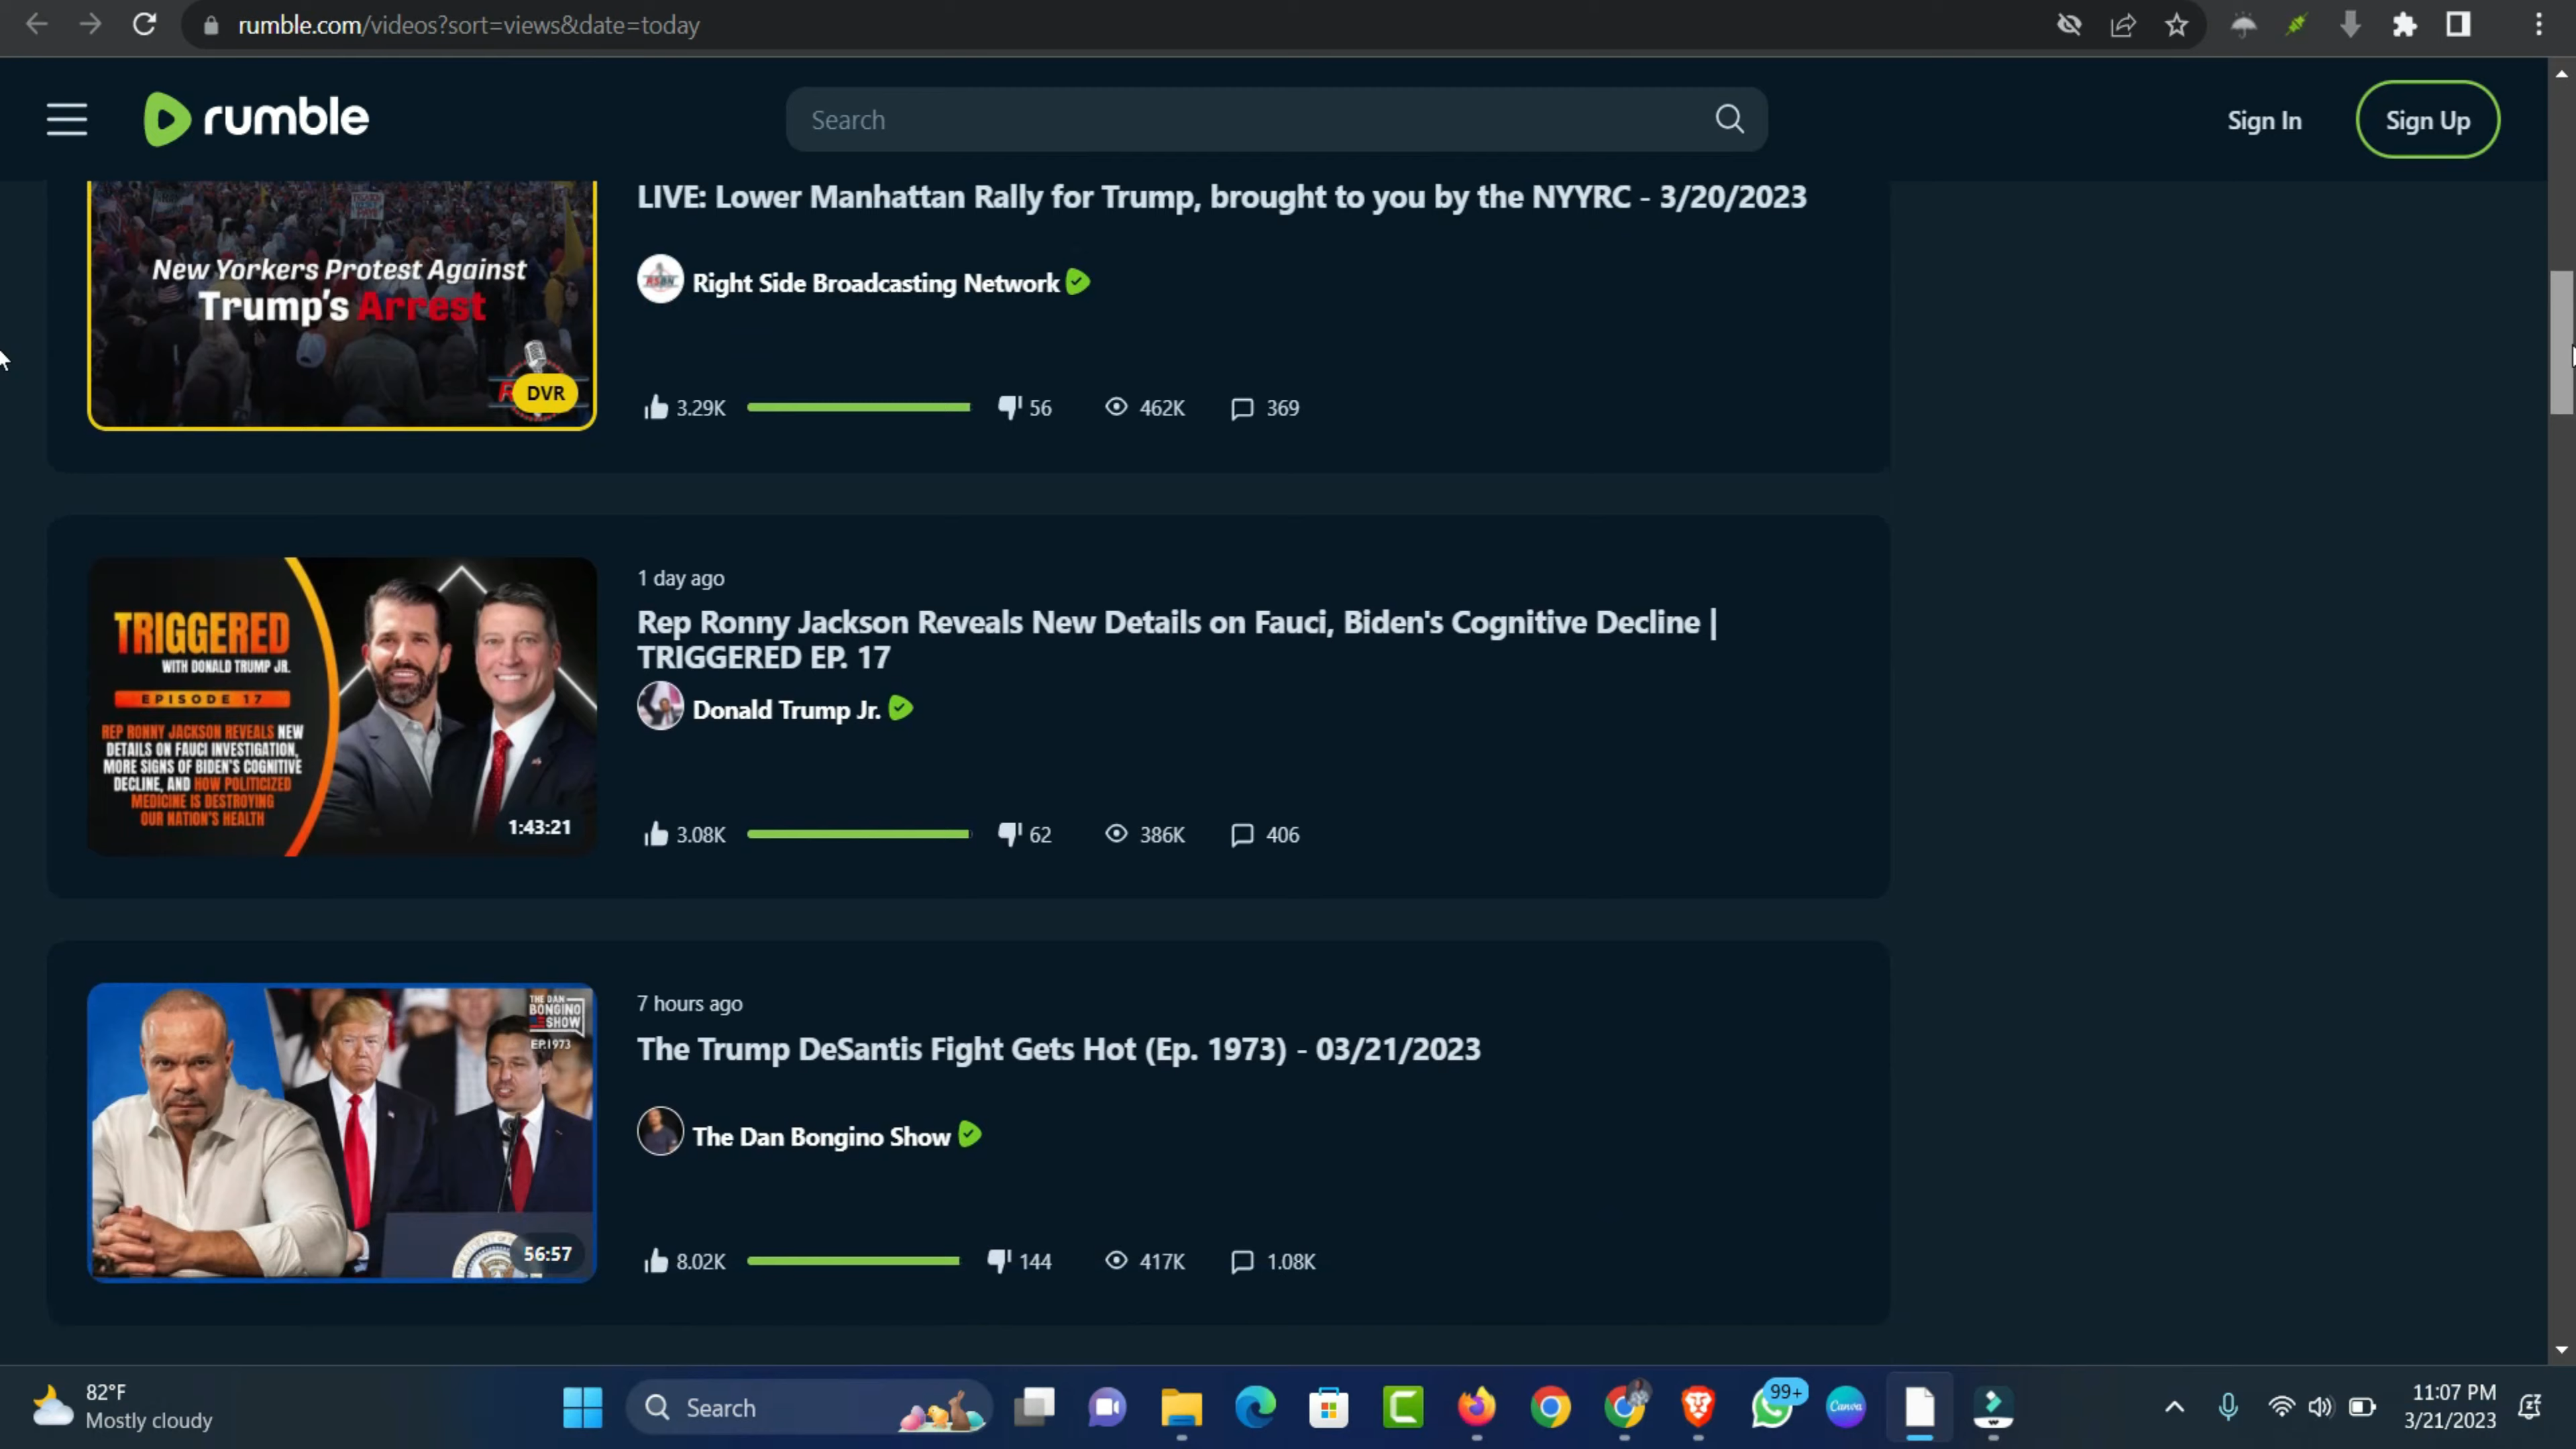 rumble.com/videos?sort=views&date=today
rumble
Search
Sign In
Sign Up
New Yorkers Protest Against
Trump's Arrest
DVR
LIVE: Lower Manhattan Rally for Trump, brought to you by the NYYRC - 3/20/2023
Right Side Broadcasting Network
3.29K 56 462K 369
TRIGGERED
WITH DONALD TRUMP JR.
EPISODE 17
REP RONNY JACKSON REVEALS NEW
DETAILS ON FAUCI INVESTIGATION,
MORE SIGNS OF BIDEN'S COGNITIVE
DECLINE, AND HOW POLITICIZED
MEDICINE IS DESTROYING
OUR NATION'S HEALTH
1:43:21
1 day ago
Rep Ronny Jackson Reveals New Details on Fauci, Biden's Cognitive Decline |
TRIGGERED EP. 17
Donald Trump Jr.
3.08K 62 386K 406
THE DAN
BONGINO
SHOW
EP.1973
56:57
7 hours ago
The Trump DeSantis Fight Gets Hot (Ep. 1973) - 03/21/2023
The Dan Bongino Show
8.02K 144 417K 1.08K
82°F
Mostly cloudy
Search
99+
Canva
11:07 PM
3/21/2023